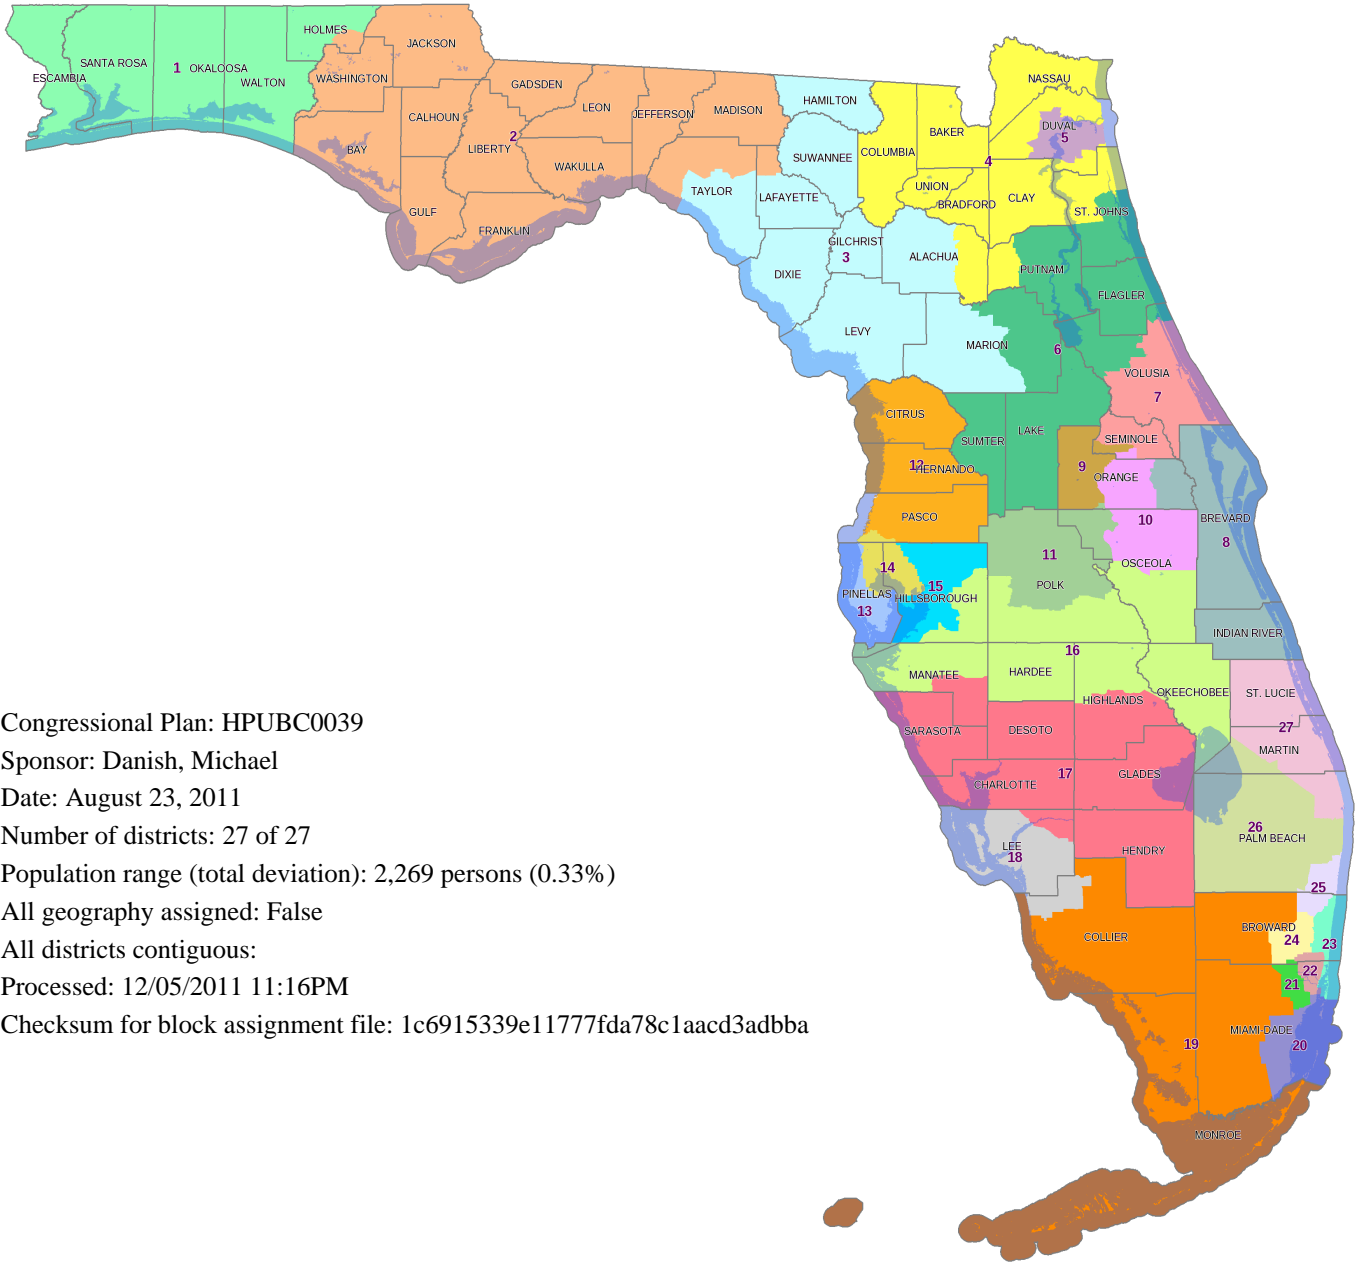 HOLMES
JACKSON
SANTA ROSA
1
OKALOOSA
ESCAMBIA
WALTON
WASHINGTON
GADSDEN
LEON
JEFFERSON
MADISON
HAMILTON
NASSAU
CALHOUN
BAY
LIBERTY
2
WAKULLA
GULF
FRANKLIN
TAYLOR
SUWANNEE
LAFAYETTE
COLUMBIA
BAKER
DUVAL
5
4
UNION
BRADFORD
CLAY
ST. JOHNS
GILCHRIST
3
ALACHUA
DIXIE
PUTNAM
FLAGLER
LEVY
MARION
6
VOLUSIA
7
CITRUS
SUMTER
LAKE
SEMINOLE
12
HERNANDO
9
ORANGE
PASCO
10
BREVARD
8
11
OSCEOLA
14
15
POLK
PINELLAS
HILLSBOROUGH
13
INDIAN RIVER
16
MANATEE
HARDEE
HIGHLANDS
OKEECHOBEE
ST. LUCIE
SARASOTA
DESOTO
27
MARTIN
CHARLOTTE
17
GLADES
26
PALM BEACH
LEE
18
HENDRY
25
COLLIER
BROWARD
24
23
22
21
MIAMI-DADE
19
20
MONROE
Congressional Plan: HPUBC0039
Sponsor: Danish, Michael
Date: August 23, 2011
Number of districts: 27 of 27
Population range (total deviation): 2,269 persons (0.33%)
All geography assigned: False
All districts contiguous:
Processed: 12/05/2011 11:16PM
Checksum for block assignment file: 1c6915339e11777fda78c1aacd3adbba